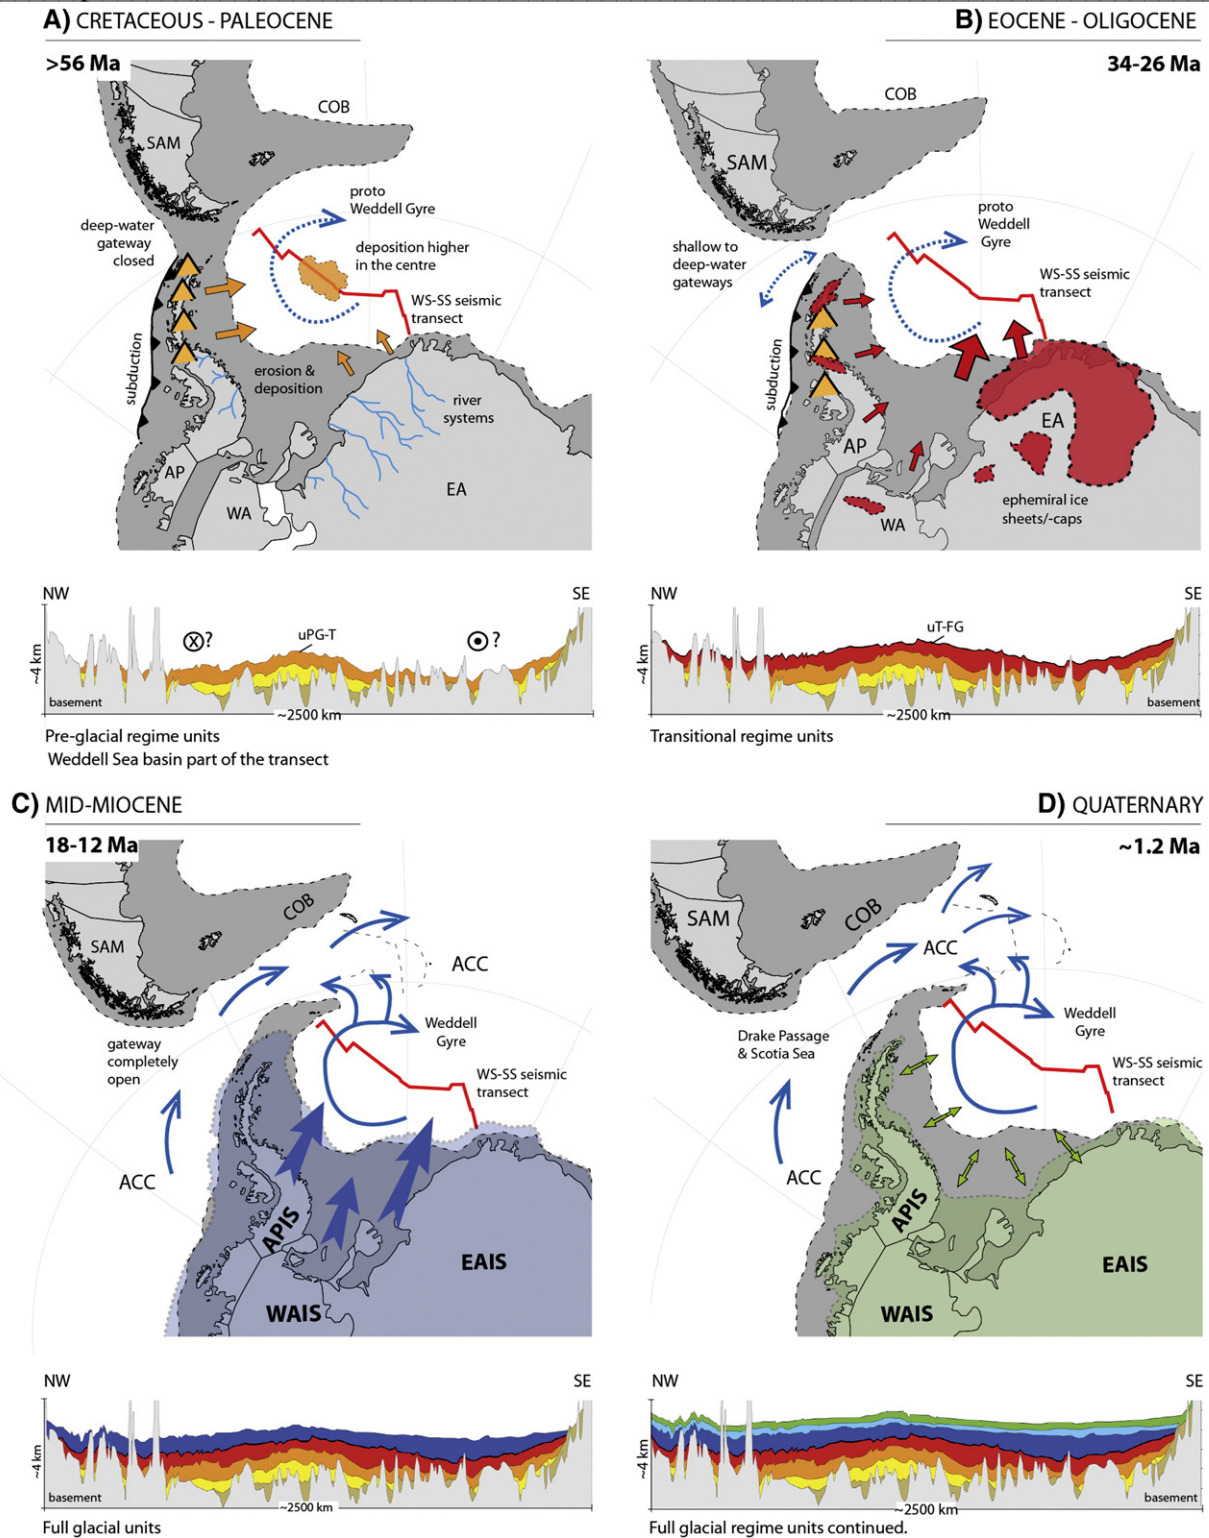 A) CRETACEOUS - PALEOCENE
>56 Ma
COB
SAM
proto
Weddell Gyre
deep-water
gateway
closed
deposition higher
in the centre
WS-SS seismic
transect
subduction
erosion &
deposition
river
systems
AP
WA
EA
NW
SE
~4 km
uPG-T
X ?
?
basement
~2500 km
Pre-glacial regime units
Weddell Sea basin part of the transect
B) EOCENE - OLIGOCENE
34-26 Ma
COB
SAM
proto
Weddell
Gyre
shallow to
deep-water
gateways
WS-SS seismic
transect
subduction
EA
AP
WA
ephemiral ice
sheets/-caps
NW
SE
~4 km
uT-FG
basement
~2500 km
Transitional regime units
C) MID-MIOCENE
18-12 Ma
COB
SAM
ACC
Weddell
Gyre
gateway
completely
open
WS-SS seismic
transect
ACC
APIS
EAIS
WAIS
NW
SE
~4 km
basement
~2500 km
Full glacial units
D) QUATERNARY
~1.2 Ma
SAM
COB
ACC
Weddell
Gyre
Drake Passage
& Scotia Sea
WS-SS seismic
transect
ACC
APIS
EAIS
WAIS
NW
SE
~4 km
basement
~2500 km
Full glacial regime units continued.